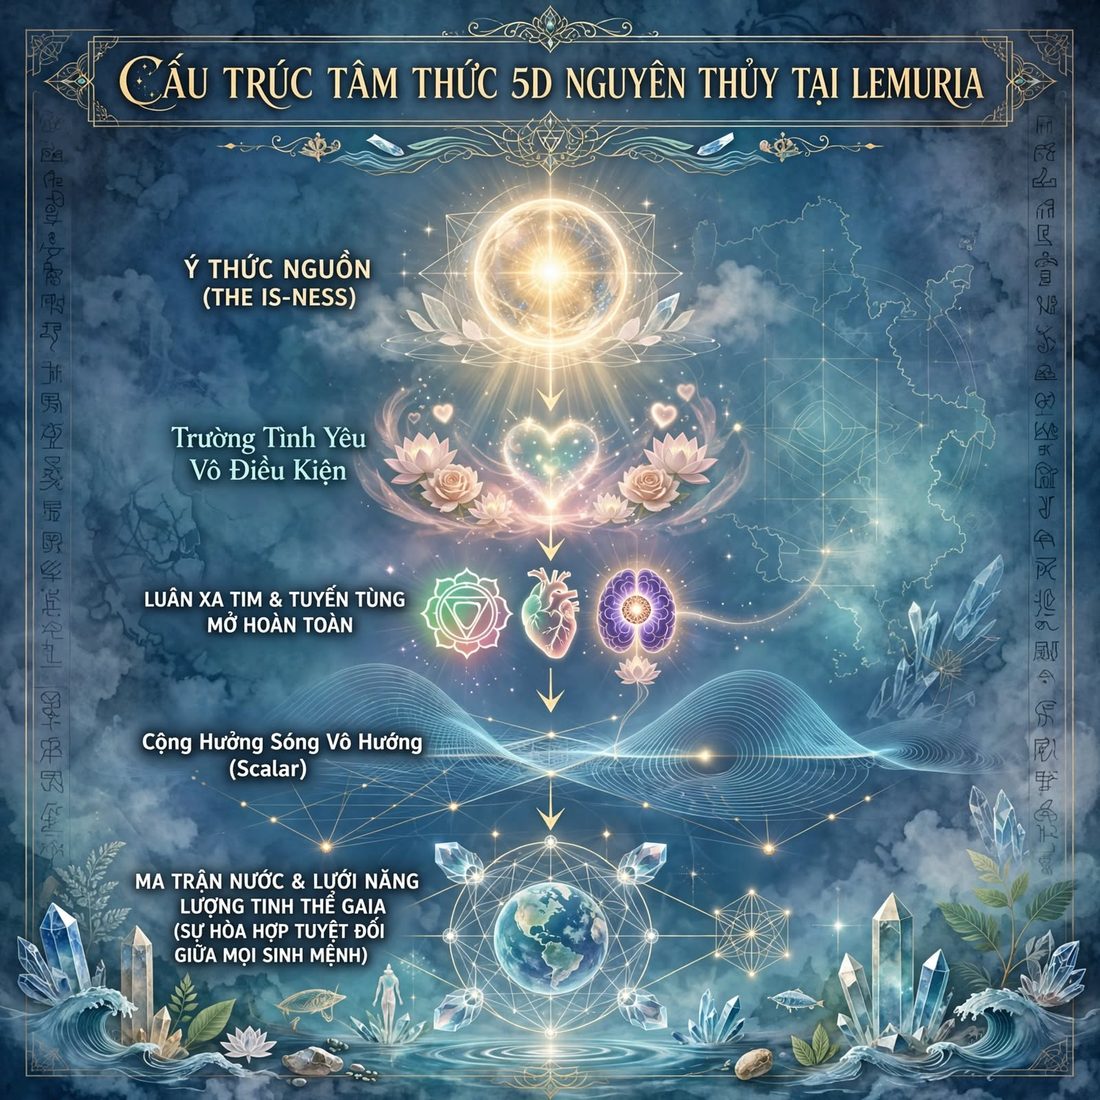 CẤU TRÚC TÂM THỨC 5D NGUYÊN THỦY TẠI LEMURIA
Ý THỨC NGUỒN
(THE IS-NESS)
Trường Tình Yêu
Vô Điều Kiện
LUÂN XA TIM & TUYẾN TÙNG
MỞ HOÀN TOÀN
Cộng Hưởng Sóng Vô Hướng
(Scalar)
MA TRẬN NƯỚC & LƯỚI NĂNG
LƯỢNG TINH THỂ GAIA
(SỰ HÒA HỢP TUYỆT ĐỐI
GIỮA MỌI SINH MỆNH)